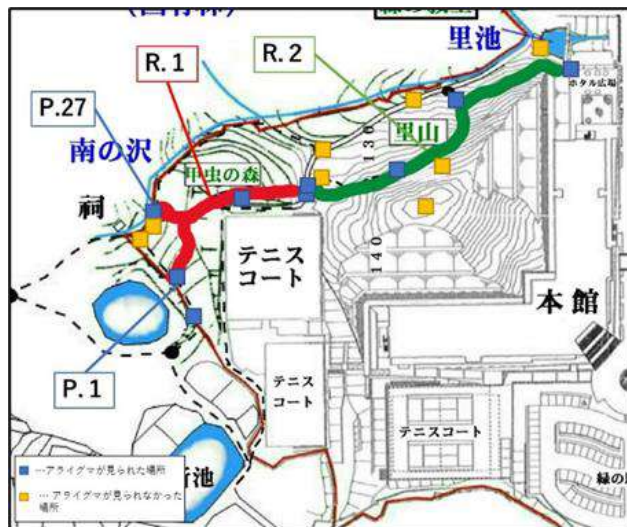 里池
R. 1
R. 2
ホタル広場
P.27
里山
130
南の沢
甲虫の森
祠
テニス
コート
140
本館
P. 1
テニス
コート
テニスコート
…アライグマが見られた場所
…アライグマが見られなかった
場所
池
緑の